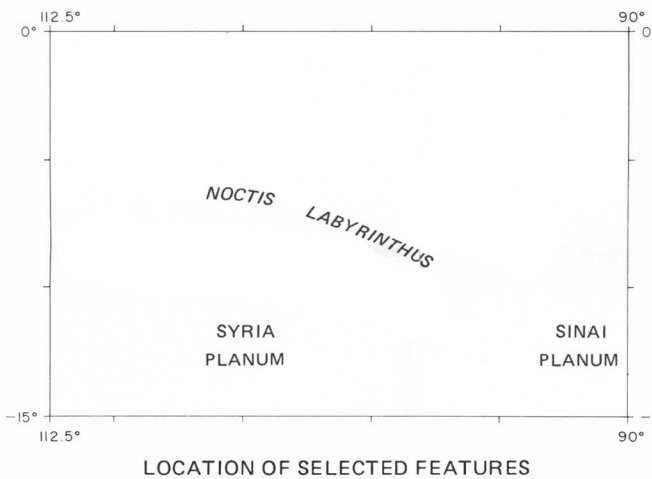 112.5° 90°
0° 0
NOCTIS LABYRINTHUS
SYRIA PLANUM
SINAI PLANUM
−15° −
112.5° 90°
LOCATION OF SELECTED FEATURES